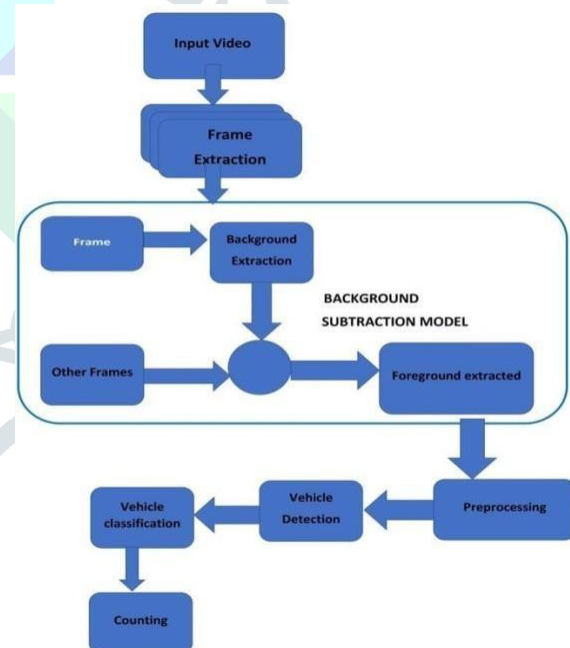 Input Video
Frame
Extraction
Frame
Background
Extraction
BACKGROUND
SUBTRACTION MODEL
Other Frames
Foreground extracted
Preprocessing
Vehicle
Detection
Vehicle
classification
Counting